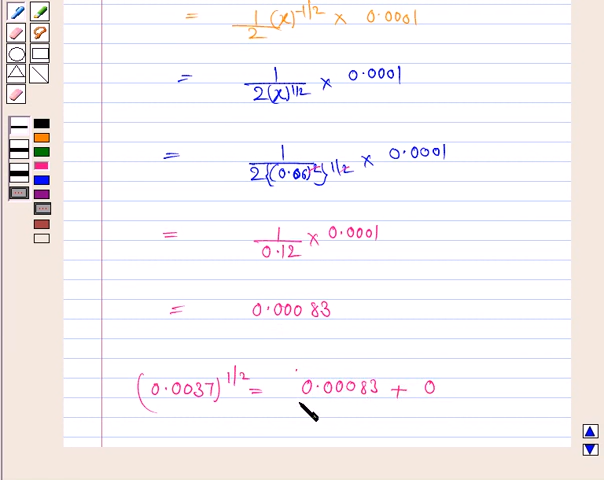 = 1/2 (x)^-1/2 × 0.0001
= 1/2(x)^1/2 × 0.0001
= 1/2{(0.06)^2}^1/2 × 0.0001
= 1/0.12 × 0.0001
= 0.00083
(0.0037)^1/2 = 0.00083 + 0